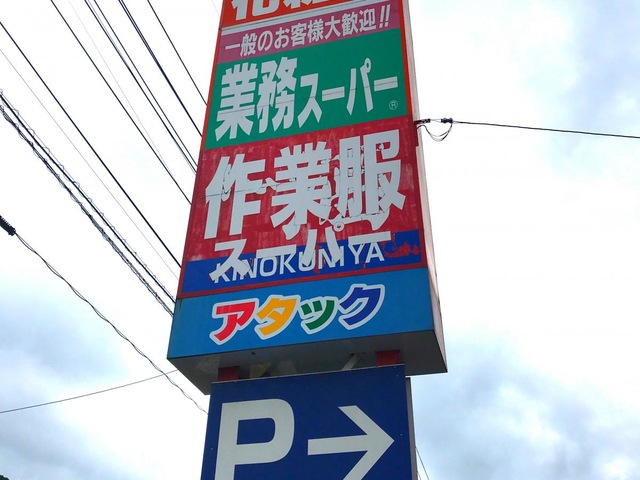 一般のお客様大歓迎!!
業務スーパー®
作業服
スーパー
KINOKUNIYA
アタック
P→